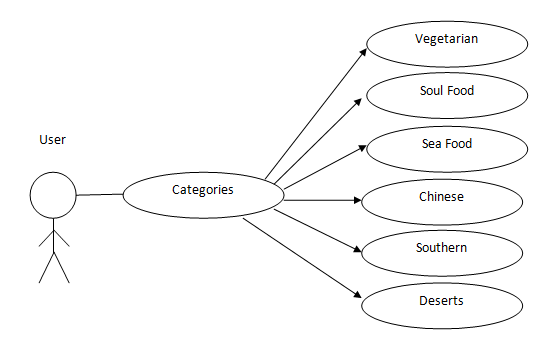 Vegetarian
Soul Food
User
Sea Food
Categories
Chinese
Southern
Deserts